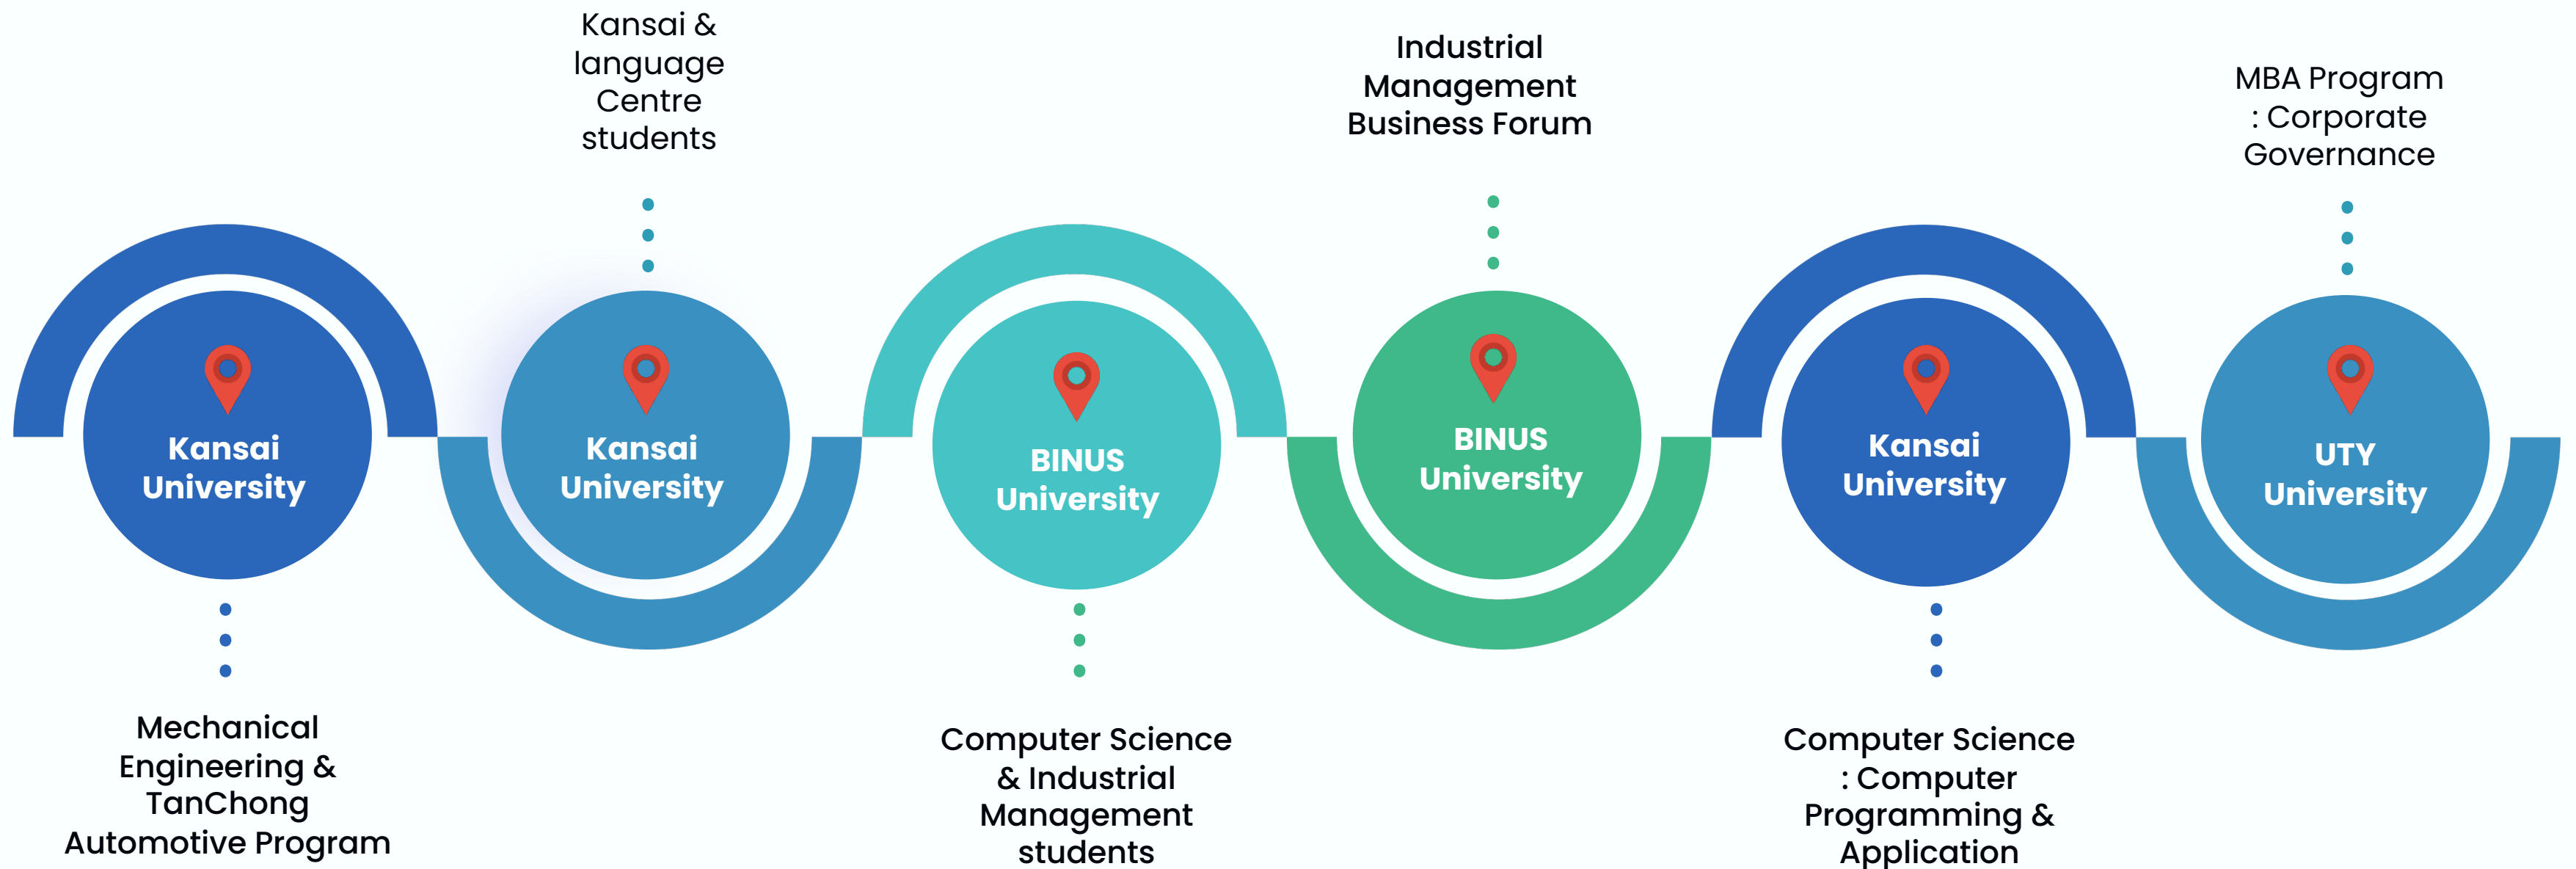 Kansai
University
Mechanical
Engineering &
TanChong
Automotive Program
Kansai &
language
Centre
students
Kansai
University
BINUS
University
Computer Science
& Industrial
Management
students
Industrial
Management
Business Forum
BINUS
University
Kansai
University
Computer Science
: Computer
Programming &
Application
MBA Program
: Corporate
Governance
UTY
University